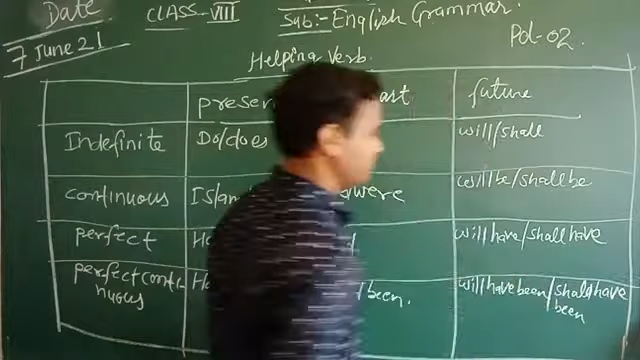 Date CLASS-VIII Sub:- English Grammar.
7 June 21 Pd-02.
Helping Verb.
future
Indefinite Do/does will/shall
continuous were will be/shall be
perfect will have/shall have
perfect conti been. will have been/shall have
nuous been